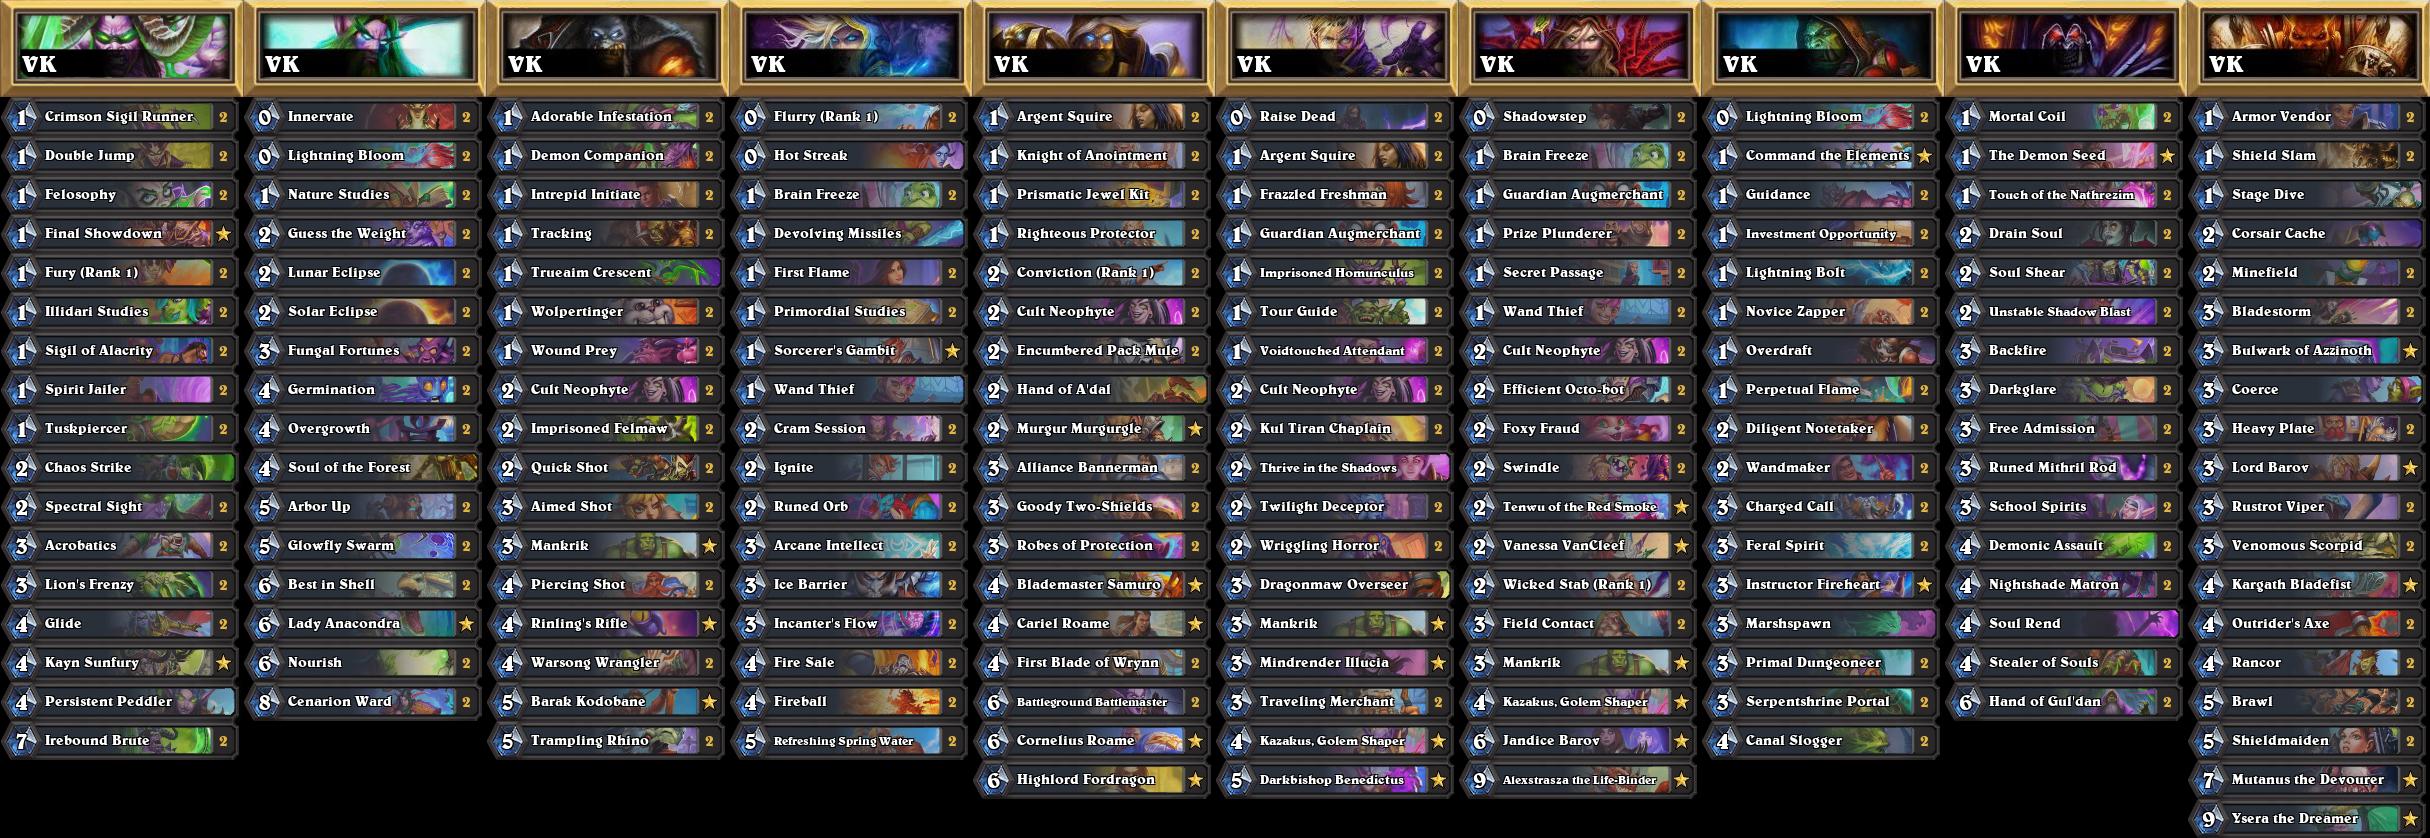 VK
1 Crimson Sigil Runner 2
1 Double Jump 2
1 Felosophy 2
1 Final Showdown
1 Fury (Rank 1) 2
1 Illidari Studies 2
1 Sigil of Alacrity 2
1 Spirit Jailer 2
1 Tuskpiercer 2
2 Chaos Strike
2 Spectral Sight 2
3 Acrobatics 2
3 Lion's Frenzy 2
4 Glide 2
4 Kayn Sunfury
4 Persistent Peddler
7 Irebound Brute 2
VK
0 Innervate 2
0 Lightning Bloom 2
1 Nature Studies 2
2 Guess the Weight 2
2 Lunar Eclipse 2
2 Solar Eclipse 2
3 Fungal Fortunes 2
4 Germination 2
4 Overgrowth 2
4 Soul of the Forest
5 Arbor Up 2
5 Glowfly Swarm 2
6 Best in Shell 2
6 Lady Anacondra
6 Nourish 2
8 Cenarion Ward 2
VK
1 Adorable Infestation 2
1 Demon Companion 2
1 Intrepid Initiate 2
1 Tracking 2
1 Trueaim Crescent
1 Wolpertinger 2
1 Wound Prey 2
2 Cult Neophyte 2
2 Imprisoned Felmaw 2
2 Quick Shot 2
3 Aimed Shot 2
3 Mankrik
4 Piercing Shot 2
4 Rinling's Rifle
4 Warsong Wrangler 2
5 Barak Kodobane
5 Trampling Rhino 2
VK
0 Flurry (Rank 1) 2
0 Hot Streak
1 Brain Freeze 2
1 Devolving Missiles
1 First Flame 2
1 Primordial Studies 2
1 Sorcerer's Gambit
1 Wand Thief
2 Cram Session 2
2 Ignite 2
2 Runed Orb 2
3 Arcane Intellect 2
3 Ice Barrier 2
3 Incanter's Flow 2
4 Fire Sale 2
4 Fireball 2
5 Refreshing Spring Water 2
VK
1 Argent Squire 2
1 Knight of Anointment 2
1 Prismatic Jewel Kit 2
1 Righteous Protector 2
2 Conviction (Rank 1) 2
2 Cult Neophyte 2
2 Encumbered Pack Mule 2
2 Hand of A'dal
2 Murgur Murgurgle
3 Alliance Bannerman 2
3 Goody Two-Shields 2
3 Robes of Protection 2
4 Blademaster Samuro
4 Cariel Roame
4 First Blade of Wrynn 2
6 Battleground Battlemaster 2
6 Cornelius Roame
6 Highlord Fordragon
VK
0 Raise Dead 2
1 Argent Squire 2
1 Frazzled Freshman 2
1 Guardian Augmerchant 2
1 Imprisoned Homunculus 2
1 Tour Guide 2
1 Voidtouched Attendant 2
2 Cult Neophyte 2
2 Kul Tiran Chaplain 2
2 Thrive in the Shadows
2 Twilight Deceptor 2
2 Wriggling Horror 2
3 Dragonmaw Overseer
3 Mankrik
3 Mindrender Illucia
3 Traveling Merchant 2
4 Kazakus, Golem Shaper
5 Darkbishop Benedictus
VK
0 Shadowstep 2
1 Brain Freeze 2
1 Guardian Augmerchant 2
1 Prize Plunderer 2
1 Secret Passage 2
1 Wand Thief 2
2 Cult Neophyte 2
2 Efficient Octo-bot 2
2 Foxy Fraud 2
2 Swindle 2
2 Tenwu of the Red Smoke
2 Vanessa VanCleef
2 Wicked Stab (Rank 1) 2
3 Field Contact 2
3 Mankrik
4 Kazakus, Golem Shaper
6 Jandice Barov
9 Alexstrasza the Life-Binder
VK
0 Lightning Bloom 2
1 Command the Elements
1 Guidance 2
1 Investment Opportunity 2
1 Lightning Bolt 2
1 Novice Zapper 2
1 Overdraft
1 Perpetual Flame 2
2 Diligent Notetaker 2
2 Wandmaker 2
3 Charged Call 2
3 Feral Spirit 2
3 Instructor Fireheart
3 Marshspawn
3 Primal Dungeoneer 2
3 Serpentshrine Portal 2
4 Canal Slogger 2
VK
1 Mortal Coil 2
1 The Demon Seed
1 Touch of the Nathrezim 2
2 Drain Soul 2
2 Soul Shear 2
2 Unstable Shadow Blast 2
3 Backfire 2
3 Darkglare 2
3 Free Admission 2
3 Runed Mithril Rod 2
3 School Spirits 2
4 Demonic Assault 2
4 Nightshade Matron 2
4 Soul Rend
4 Stealer of Souls 2
6 Hand of Gul'dan 2
VK
1 Armor Vendor 2
1 Shield Slam 2
1 Stage Dive
2 Corsair Cache
2 Minefield 2
3 Bladestorm 2
3 Bulwark of Azzinoth
3 Coerce
3 Heavy Plate 2
3 Lord Barov
3 Rustrot Viper 2
3 Venomous Scorpid 2
4 Kargath Bladefist
4 Outrider's Axe 2
4 Rancor 2
5 Brawl 2
5 Shieldmaiden 2
7 Mutanus the Devourer
9 Ysera the Dreamer